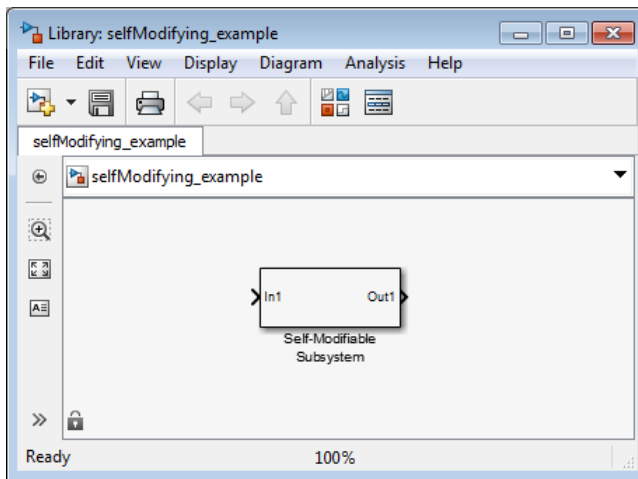 Library: selfModifying_example
File Edit View Display Diagram Analysis Help
selfModifying_example
selfModifying_example
In1 Out1
Self-Modifiable
Subsystem
Ready 100%